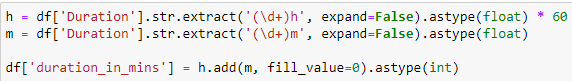 h = df['Duration'].str.extract('(\d+)h', expand=False).astype(float) * 60
m = df['Duration'].str.extract('(\d+)m', expand=False).astype(float)
df['duration_in_mins'] = h.add(m, fill_value=0).astype(int)